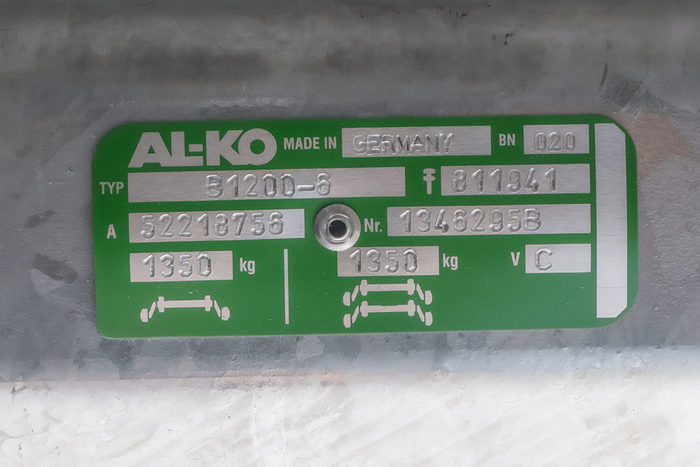 AL-KO MADE IN GERMANY BN 020
TYP B1200-6 811941
A 52218756 Nr. 1346295B
1350 kg 1350 kg V C